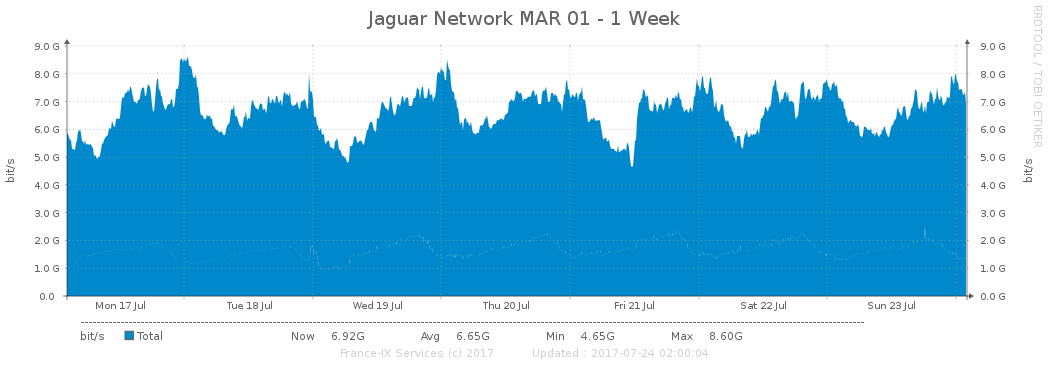 Jaguar Network MAR 01 - 1 Week
RRDTOOL / TOBI OETIKER
bit/s
9.0 G 9.0 G
8.0 G 8.0 G
7.0 G 7.0 G
6.0 G 6.0 G
5.0 G 5.0 G
4.0 G 4.0 G
3.0 G 3.0 G
2.0 G 2.0 G
1.0 G 1.0 G
0.0 0.0 G
bit/s
Mon 17 Jul Tue 18 Jul Wed 19 Jul Thu 20 Jul Fri 21 Jul Sat 22 Jul Sun 23 Jul
bit/s Total Now 6.92G Avg 6.65G Min 4.65G Max 8.60G
France-IX Services (c) 2017 Updated : 2017-07-24 02:00:04